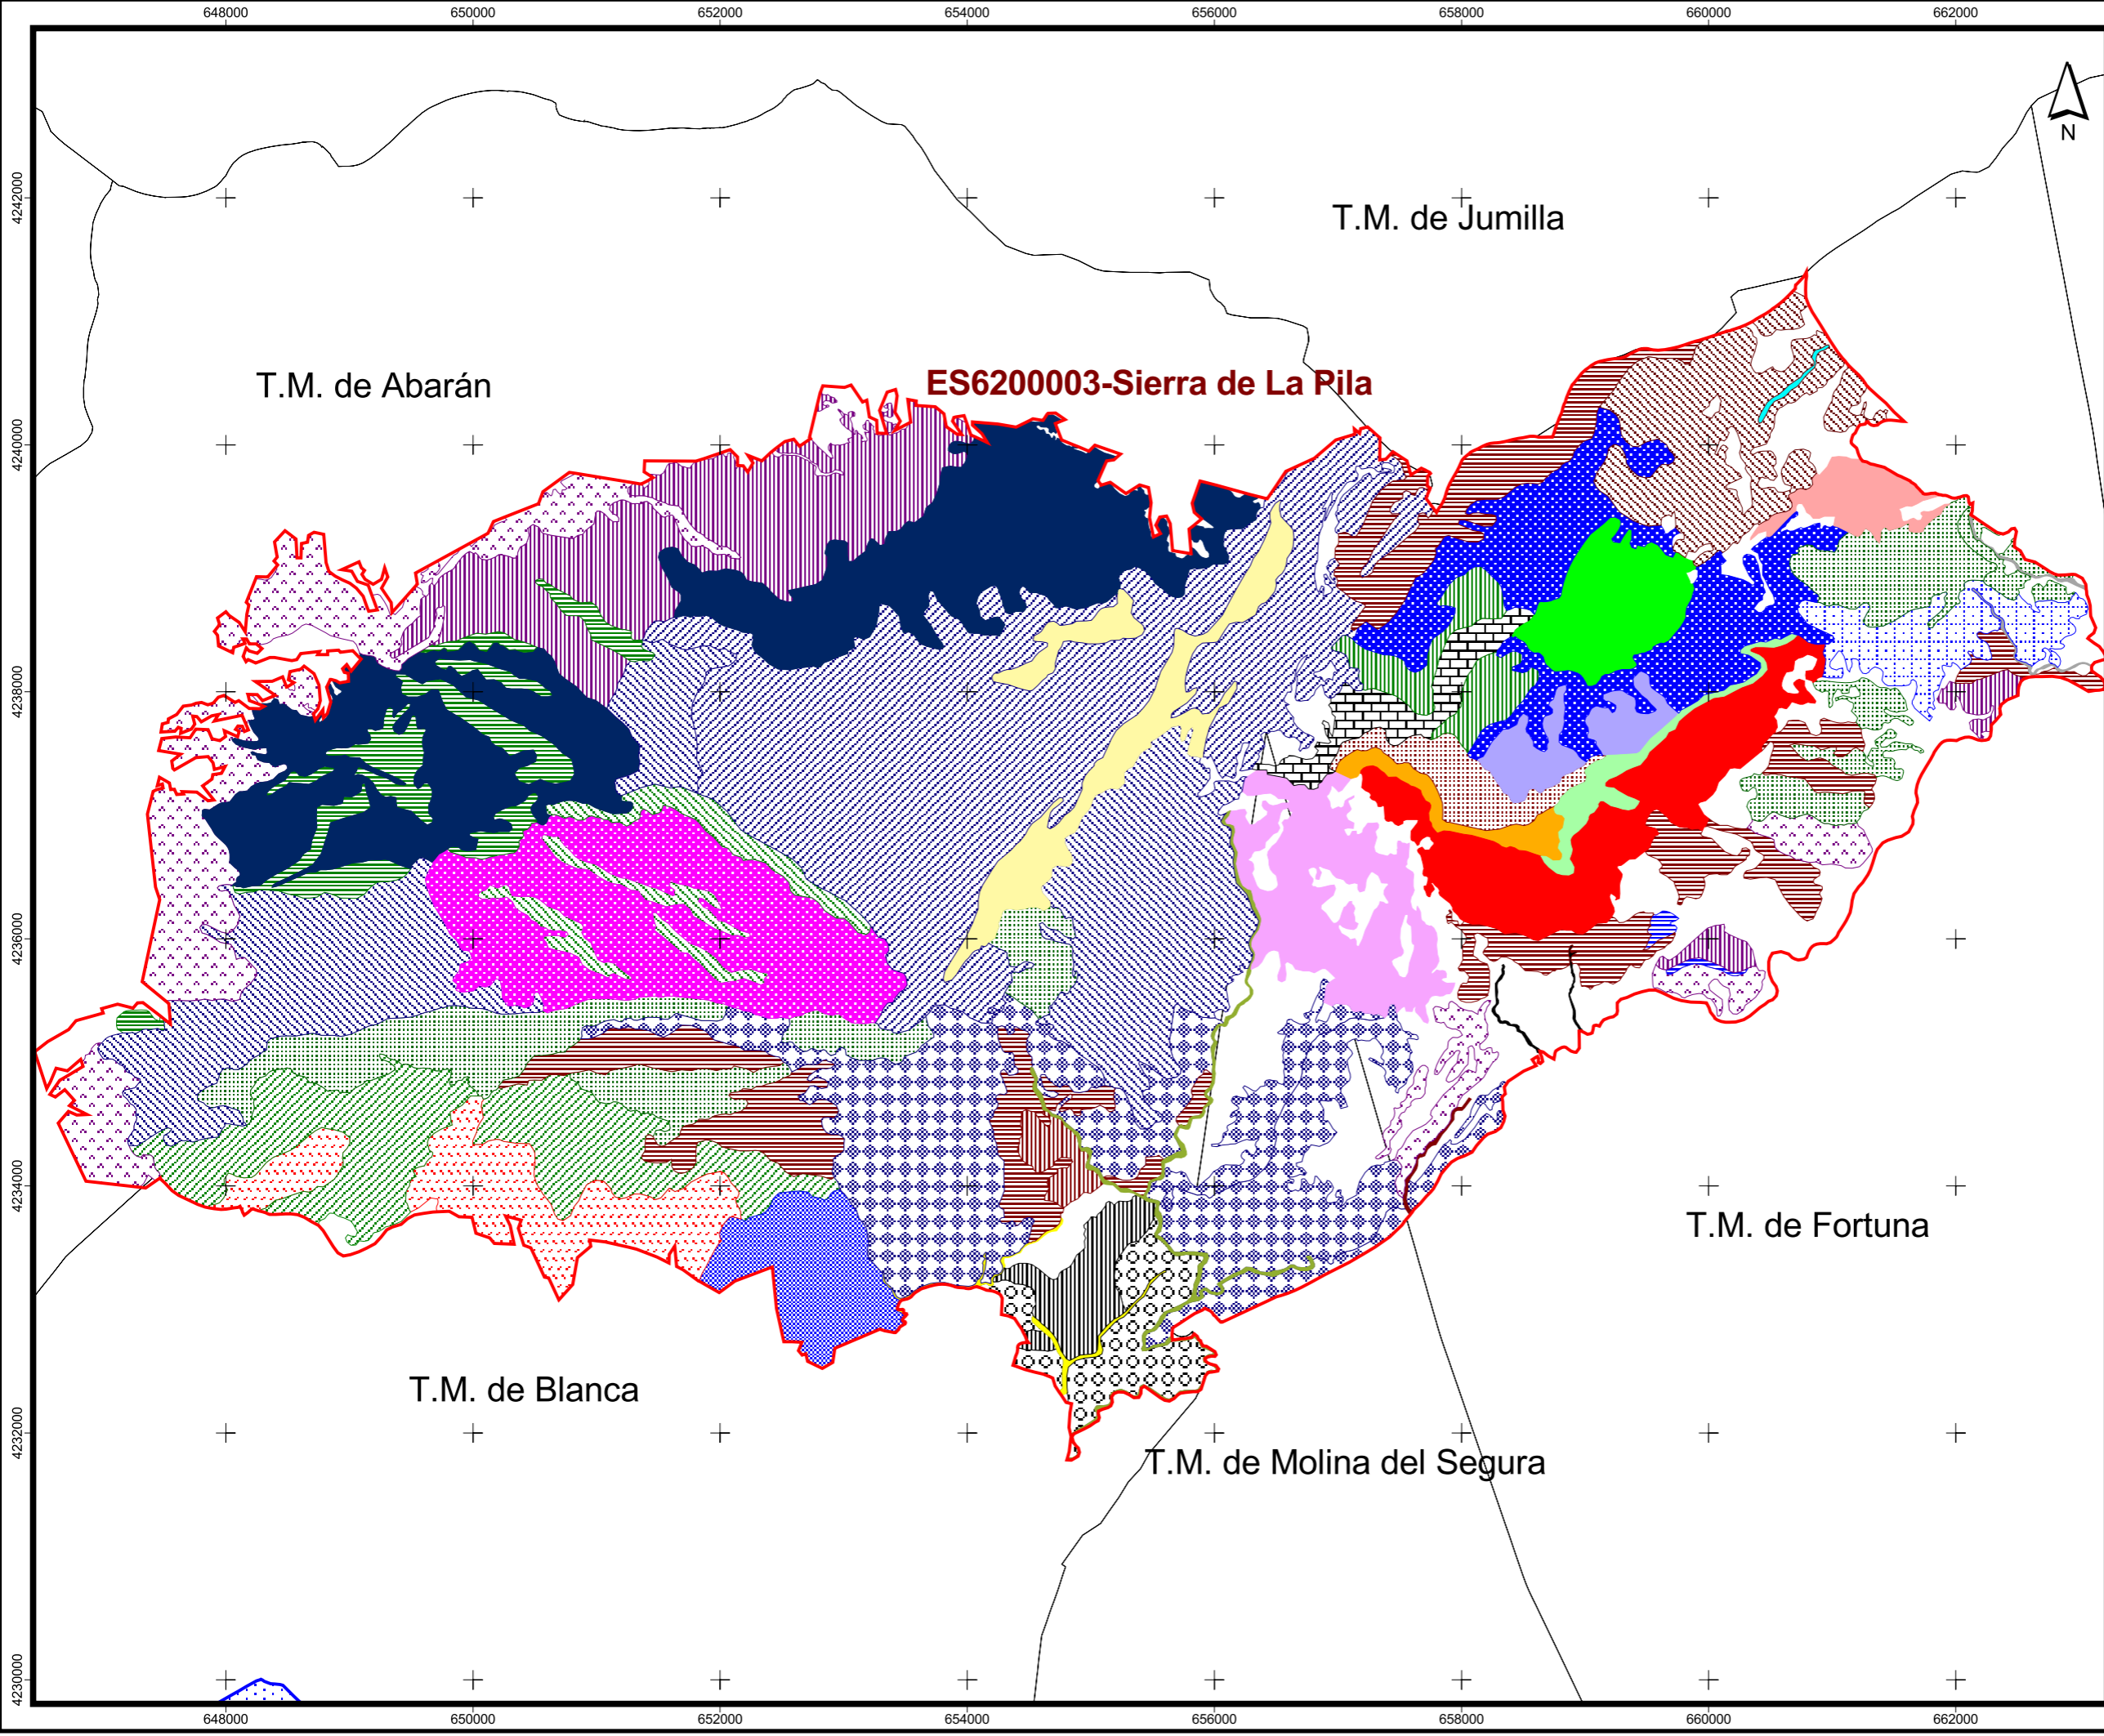 648000 650000 652000 654000 656000 658000 660000 662000
N
4242000
T.M. de Jumilla
T.M. de Abarán
ES6200003-Sierra de La Pila
4240000
4238000
4236000
4234000
T.M. de Fortuna
T.M. de Blanca
4232000
T.M. de Molina del Segura
4230000
648000 650000 652000 654000 656000 658000 660000 662000